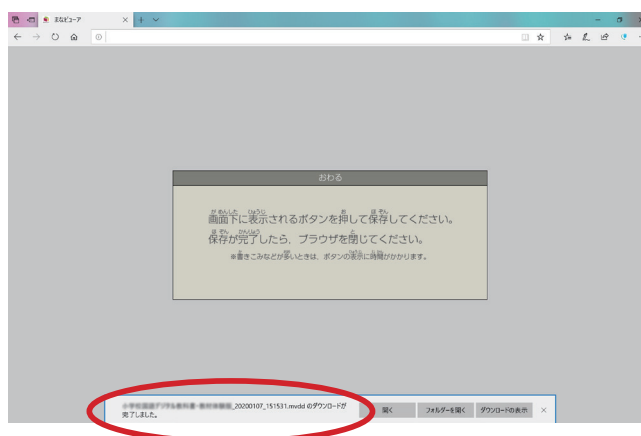 まなビューア
おわる
画面下に表示されるボタンを押して保存してください。
保存が完了したら、ブラウザを閉じてください。
※書きこみなどが多いときは、ボタンの表示に時間がかかります。
_20200107_151531.mvdd のダウンロードが
完了しました。
開く
フォルダーを開く
ダウンロードの表示